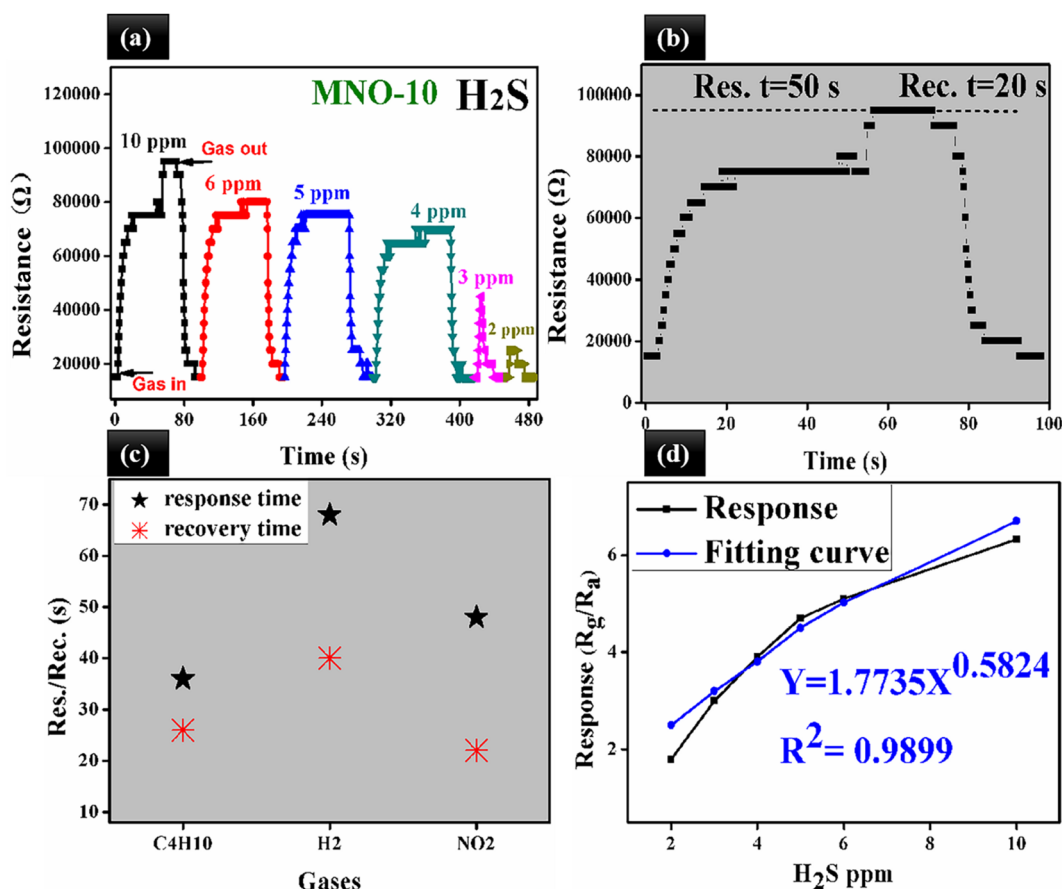 (a)
MNO-10 H2S
10 ppm
Gas out
6 ppm
5 ppm
4 ppm
3 ppm
2 ppm
Gas in
120000
100000
80000
60000
40000
20000
0 80 160 240 320 400 480
Resistance (Ω)
Time (s)
(b)
Res. t=50 s Rec. t=20 s
100000
80000
60000
40000
20000
0
0 20 40 60 80 100
Resistance (Ω)
Time (s)
(c)
response time
recovery time
70
60
50
40
30
20
10
C4H10 H2 NO2
Res./Rec. (s)
Gases
(d)
Response
Fitting curve
Y=1.7735X^0.5824
R^2= 0.9899
6
4
2
2 4 6 8 10
Response (Rg/Ra)
H2S ppm